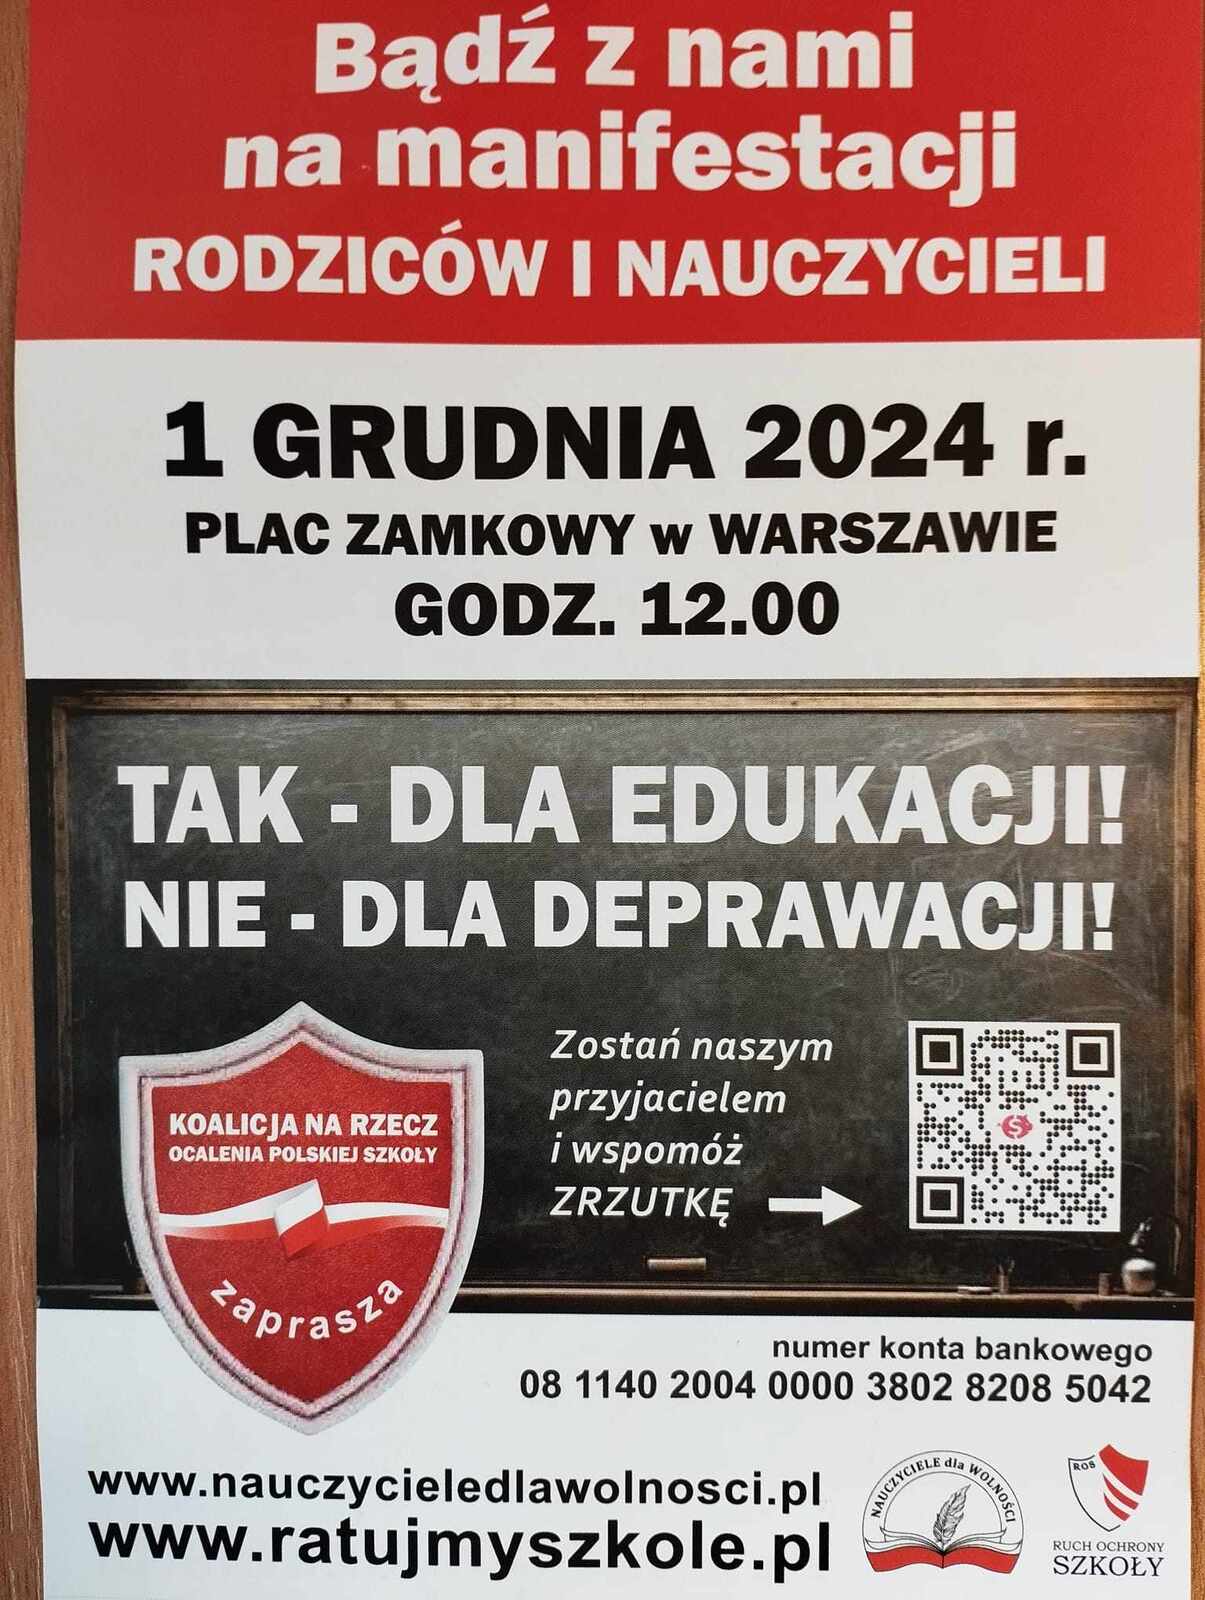 Bądź z nami
na manifestacji
RODZICÓW I NAUCZYCIELI
1 GRUDNIA 2024 r.
PLAC ZAMKOWY w WARSZAWIE
GODZ. 12.00
TAK - DLA EDUKACJI!
NIE - DLA DEPRAWACJI!
Zostań naszym
przyjacielem
i wspomóż
ZRZUTKĘ
$
KOALICJA NA RZECZ
OCALENIA POLSKIEJ SZKOŁY
zaprasza
numer konta bankowego
08 1140 2004 0000 3802 8208 5042
www.nauczycieledlawolnosci.pl
www.ratujmyszkole.pl
NAUCZYCIELE dla WOLNOŚCI
ROS
RUCH OCHRONY
SZKOŁY